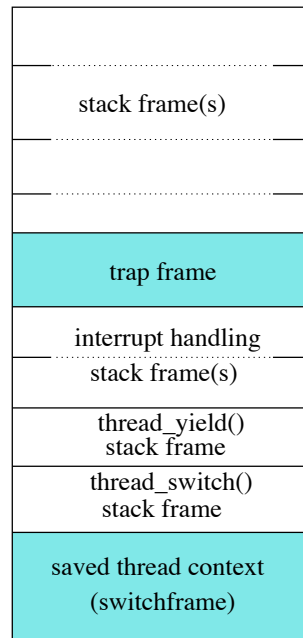 stack frame(s)
trap frame
interrupt handling
stack frame(s)
thread_yield()
stack frame
thread_switch()
stack frame
saved thread context
(switchframe)